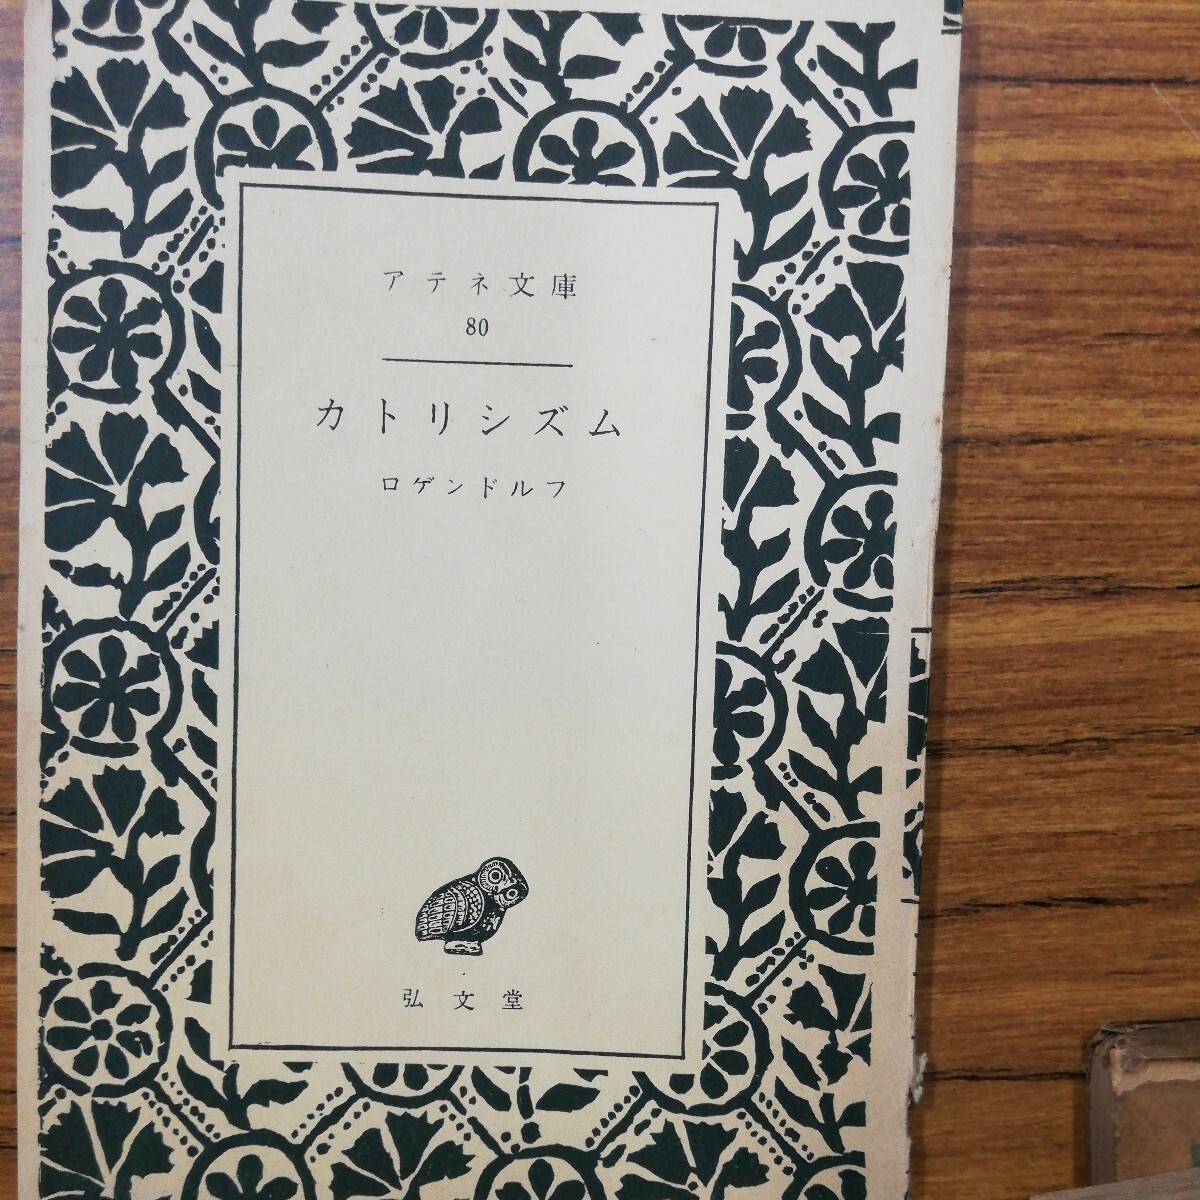 アテネ文庫
80
カトリシズム
ロゲンドルフ
弘文堂